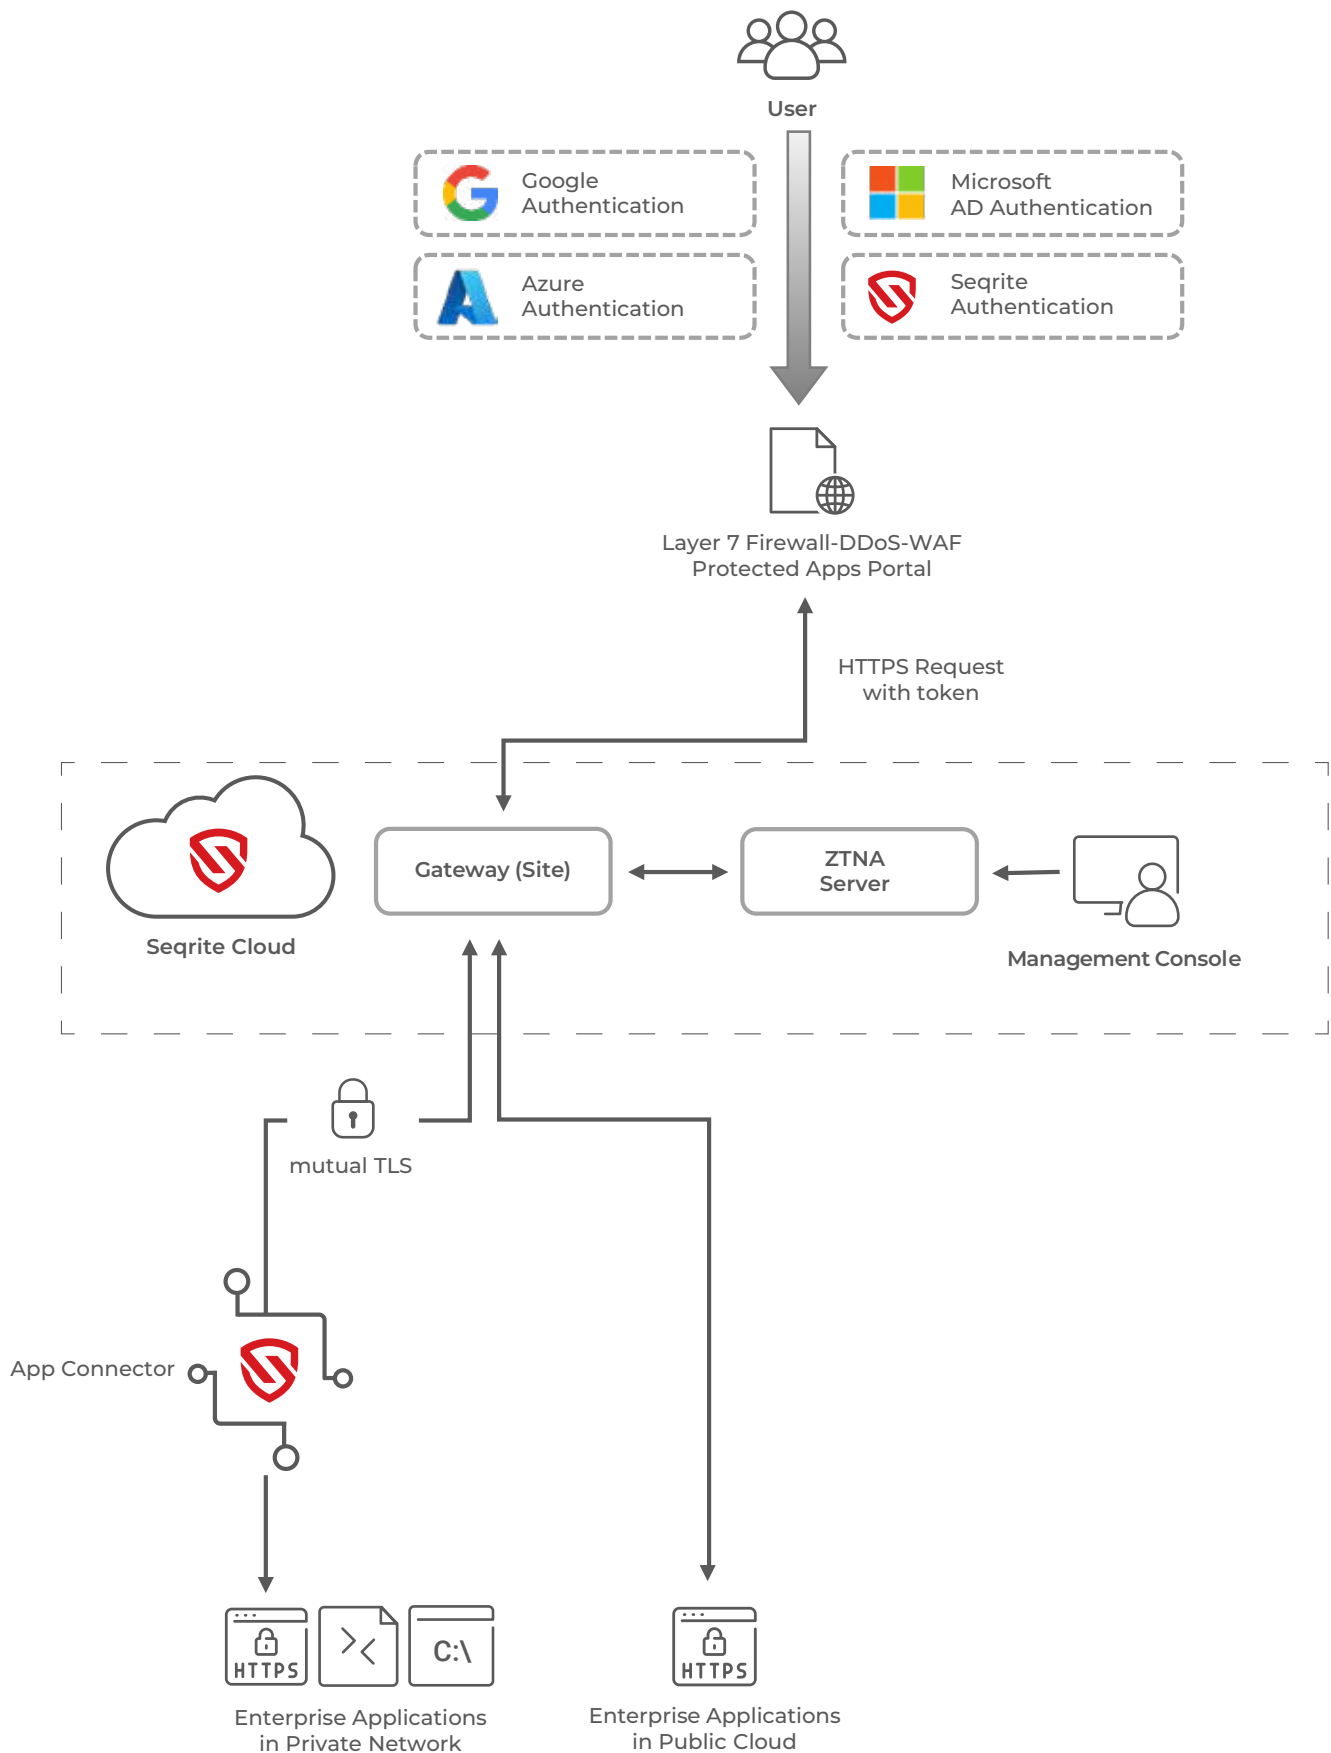 User
Google
Authentication
Microsoft
AD Authentication
Azure
Authentication
Seqrite
Authentication
Layer 7 Firewall-DDoS-WAF
Protected Apps Portal
HTTPS Request
with token
Seqrite Cloud
Gateway (Site)
ZTNA
Server
Management Console
mutual TLS
App Connector
HTTPS
C:\
HTTPS
Enterprise Applications
in Private Network
Enterprise Applications
in Public Cloud